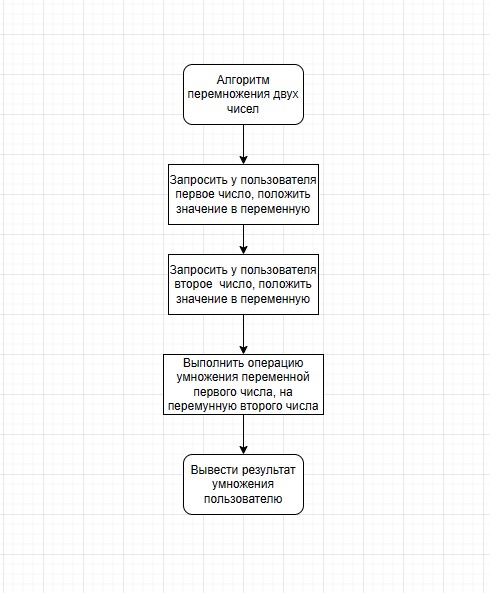 Алгоритм
перемножения двух
чисел
Запросить у пользователя
первое число, положить
значение в переменную
Запросить у пользователя
второе  число, положить
значение в переменную
Выполнить операцию
умножения переменной
первого числа, на
перемунную второго числа
Вывести результат
умножения
пользователю